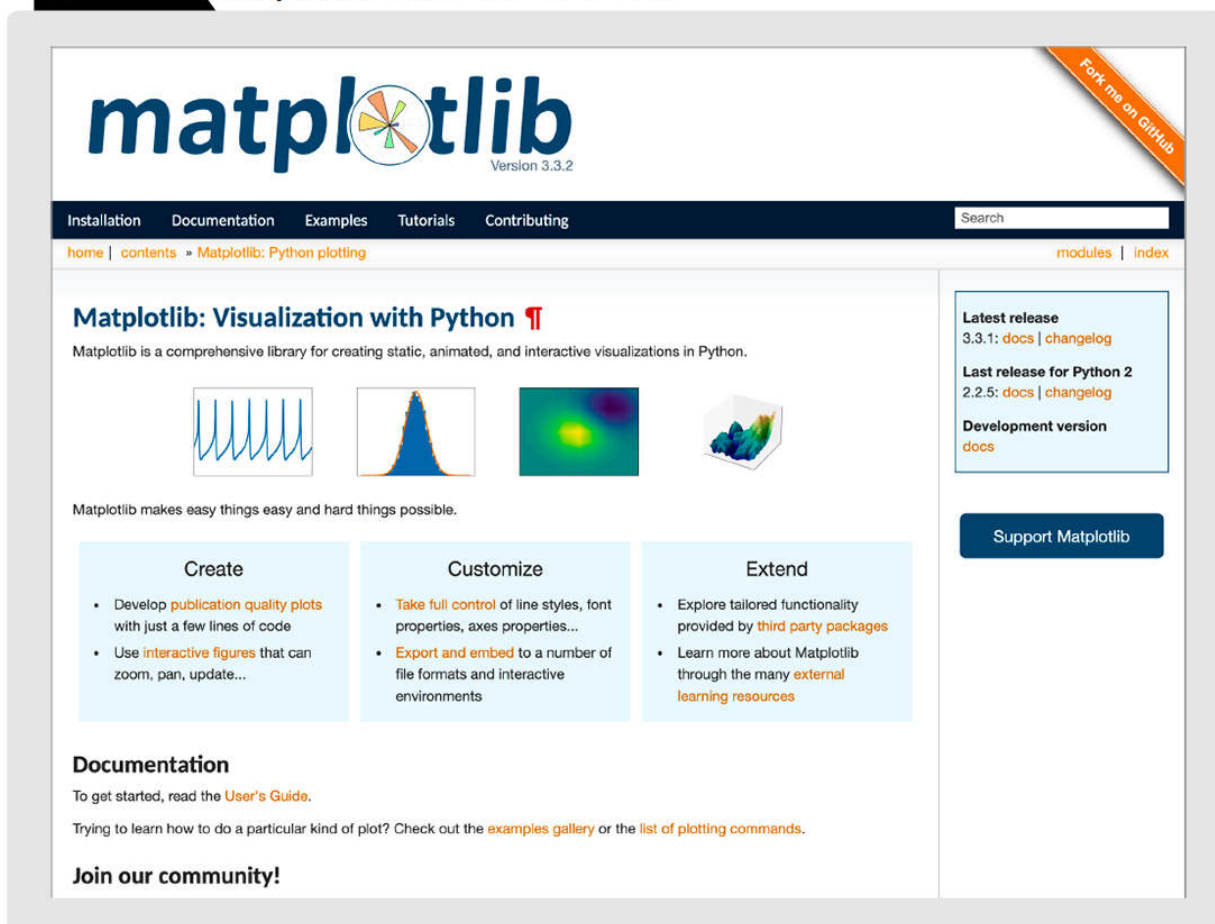 matplotlib
Version 3.3.2
Fork me on GitHub
Installation Documentation Examples Tutorials Contributing Search
home | contents » Matplotlib: Python plotting modules | index
Matplotlib: Visualization with Python ¶
Matplotlib is a comprehensive library for creating static, animated, and interactive visualizations in Python.
Matplotlib makes easy things easy and hard things possible.
Create
• Develop publication quality plots
with just a few lines of code
• Use interactive figures that can
zoom, pan, update...
Customize
• Take full control of line styles, font
properties, axes properties...
• Export and embed to a number of
file formats and interactive
environments
Extend
• Explore tailored functionality
provided by third party packages
• Learn more about Matplotlib
through the many external
learning resources
Documentation
To get started, read the User's Guide.
Trying to learn how to do a particular kind of plot? Check out the examples gallery or the list of plotting commands.
Join our community!
Latest release
3.3.1: docs | changelog
Last release for Python 2
2.2.5: docs | changelog
Development version
docs
Support Matplotlib